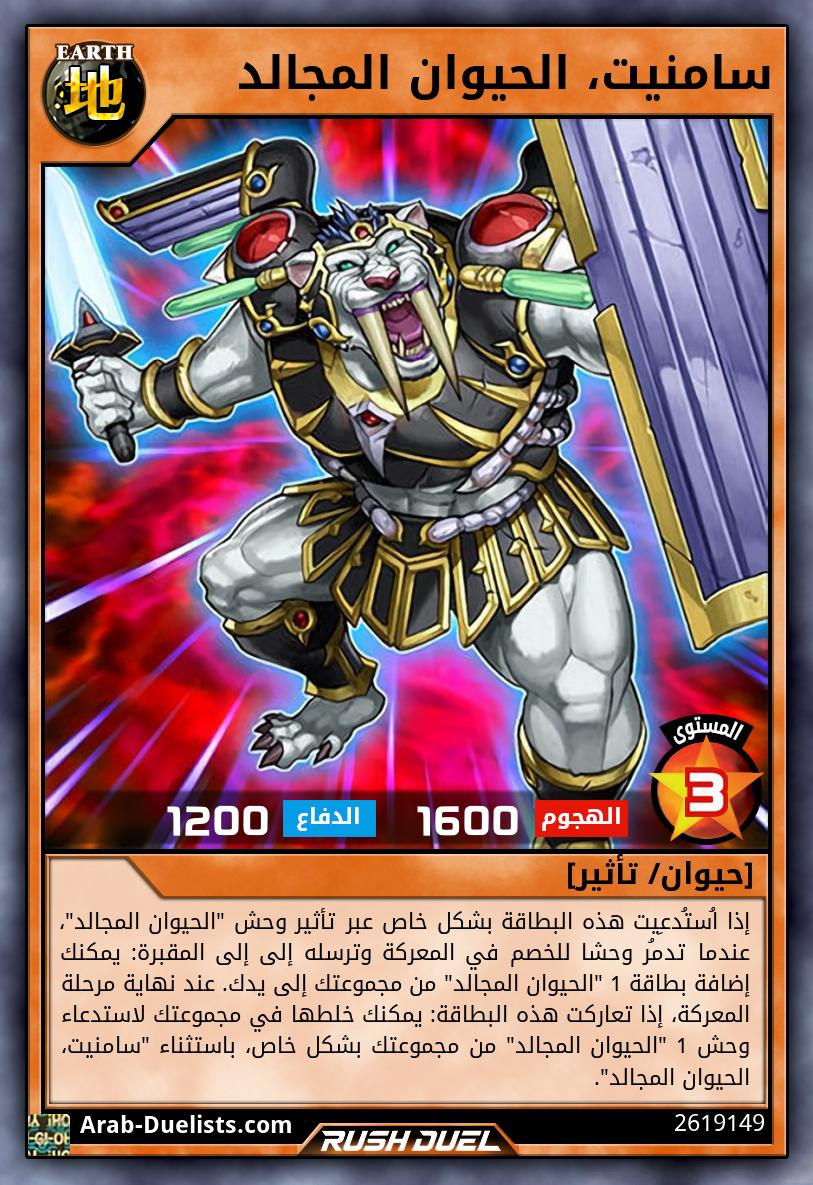 EARTH
地
سامنيت، الحيوان المجالد
المستوى
3
الهجوم 1600 الدفاع 1200
[حيوان/ تأثير]
إذا اُستُدعِيت هذه البطاقة بشكل خاص عبر تأثير وحش "الحيوان المجالد"،
عندما تدمِّرُ وحشا للخصم في المعركة وترسله إلى إلى المقبرة: يمكنك
إضافة بطاقة 1 "الحيوان المجالد" من مجموعتك إلى يدك. عند نهاية مرحلة
المعركة، إذا تعاركت هذه البطاقة: يمكنك خلطها في مجموعتك لاستدعاء
وحش 1 "الحيوان المجالد" من مجموعتك بشكل خاص، باستثناء "سامنيت،
الحيوان المجالد".
Arab-Duelists.com
RUSH DUEL
2619149